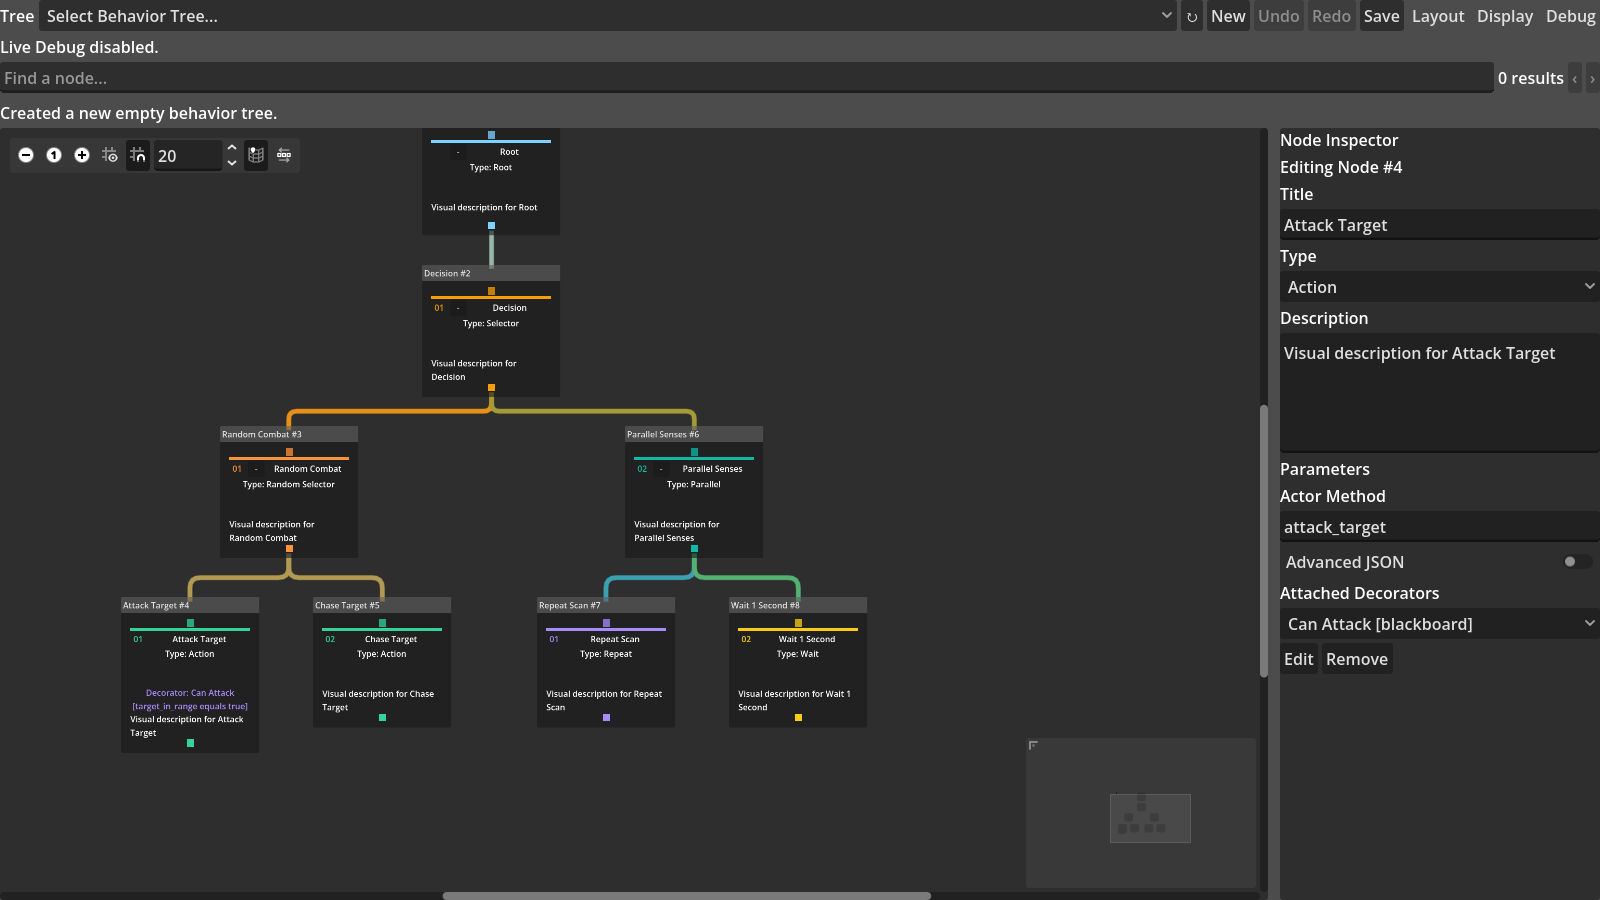 Tree Select Behavior Tree... ↻ New Undo Redo Save Layout Display Debug
Live Debug disabled.
Find a node... 0 results ‹ ›
Created a new empty behavior tree.
1 20
- Root
Type: Root
Visual description for Root
Decision #2
01 - Decision
Type: Selector
Visual description for
Decision
Random Combat #3
01 - Random Combat
Type: Random Selector
Visual description for
Random Combat
Parallel Senses #6
02 - Parallel Senses
Type: Parallel
Visual description for
Parallel Senses
Attack Target #4
01 Attack Target
Type: Action
Decorator: Can Attack
[target_in_range equals true]
Visual description for Attack
Target
Chase Target #5
02 Chase Target
Type: Action
Visual description for Chase
Target
Repeat Scan #7
01 Repeat Scan
Type: Repeat
Visual description for Repeat
Scan
Wait 1 Second #8
02 Wait 1 Second
Type: Wait
Visual description for Wait 1
Second
Node Inspector
Editing Node #4
Title
Attack Target
Type
Action
Description
Visual description for Attack Target
Parameters
Actor Method
attack_target
Advanced JSON
Attached Decorators
Can Attack [blackboard]
Edit Remove